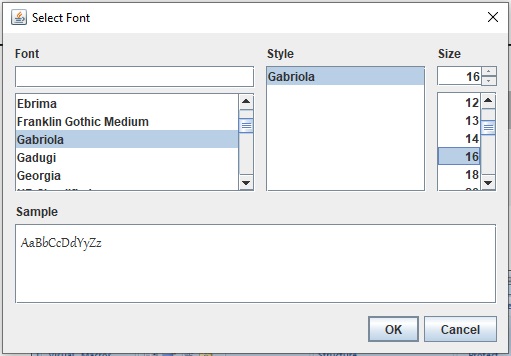 Select Font
Font
Style
Size
Gabriola
16
Ebrima
Franklin Gothic Medium
Gabriola
Gadugi
Georgia
12
13
14
16
18
Sample
AaBbCcDdYyZz
OK
Cancel